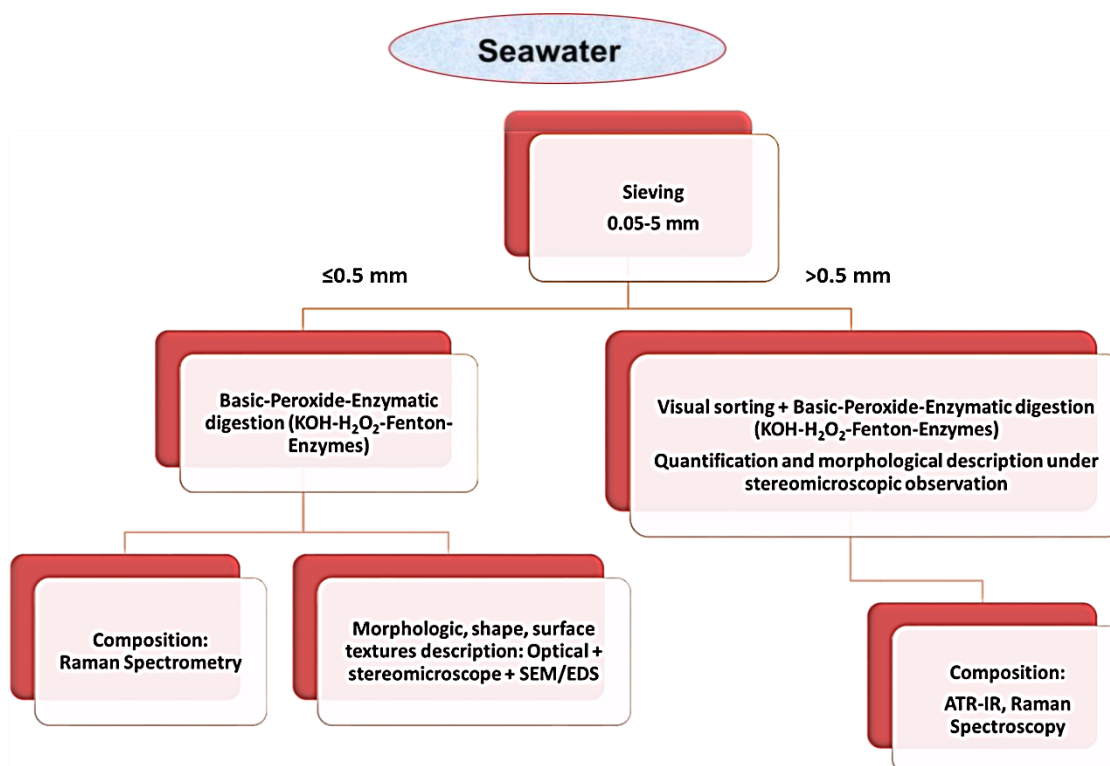 Seawater
Sieving
0.05-5 mm
≤0.5 mm
>0.5 mm
Basic-Peroxide-Enzymatic
digestion (KOH-H₂O₂-Fenton-
Enzymes)
Visual sorting + Basic-Peroxide-Enzymatic digestion
(KOH-H₂O₂-Fenton-Enzymes)
Quantification and morphological description under
stereomicroscopic observation
Composition:
Raman Spectrometry
Morphologic, shape, surface
textures description: Optical +
stereomicroscope + SEM/EDS
Composition:
ATR-IR, Raman
Spectroscopy